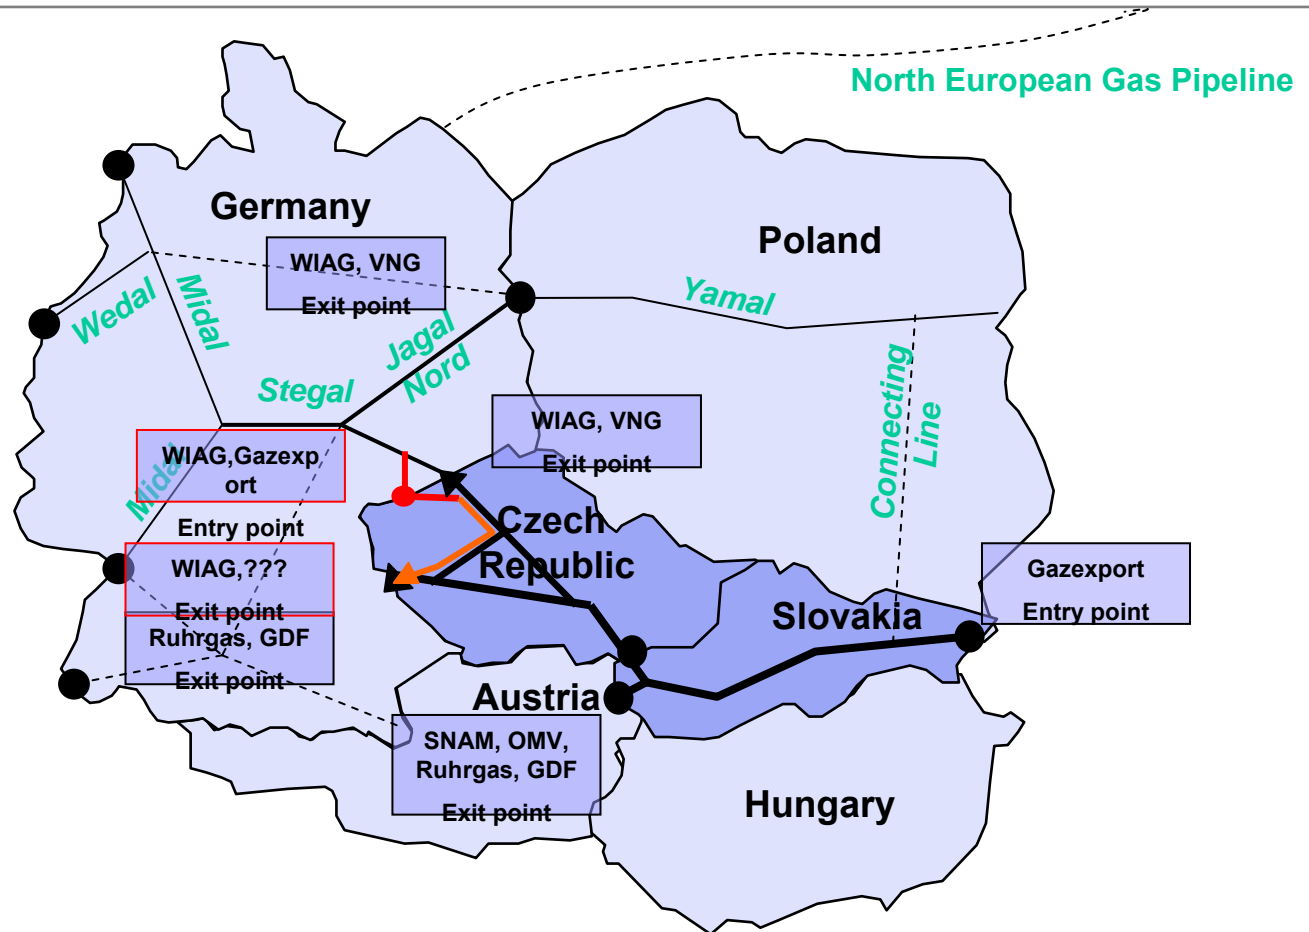 North European Gas Pipeline
Germany
Poland
WIAG, VNG
Exit point
Yamal
Wedal
Midal
Jagal
Nord
Stegal
Connecting
Line
WIAG, VNG
Exit point
Midal
WIAG,Gazexp
ort
Entry point
Czech
Republic
WIAG,???
Exit point
Gazexport
Entry point
Slovakia
Ruhrgas, GDF
Exit point
Austria
SNAM, OMV,
Ruhrgas, GDF
Exit point
Hungary